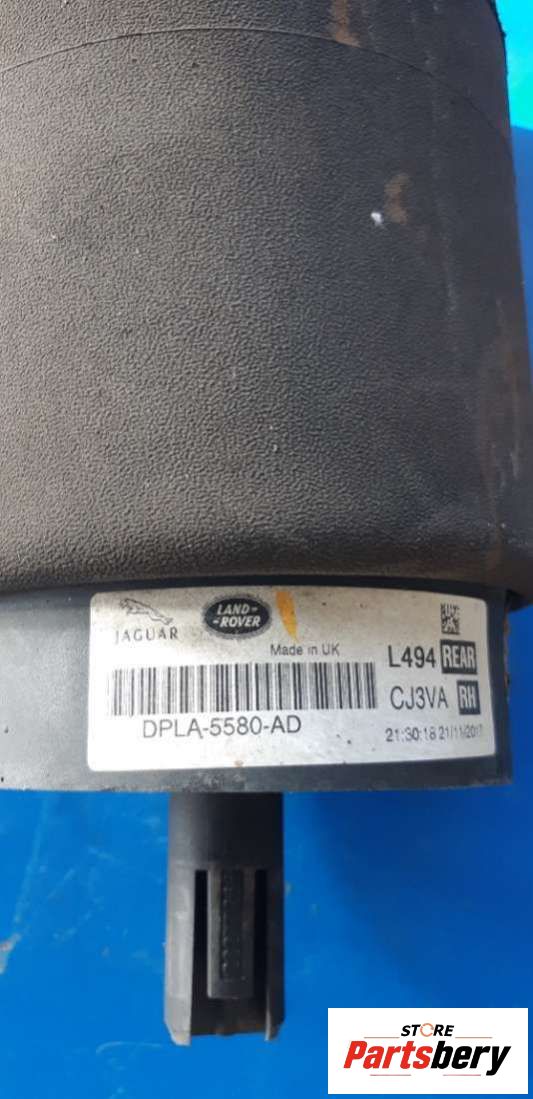 JAGUAR
LAND-
-ROVER
Made in UK
L494 REAR
CJ3VA RH
DPLA-5580-AD
21:30:18 21/11/2017
STORE
Partsbery